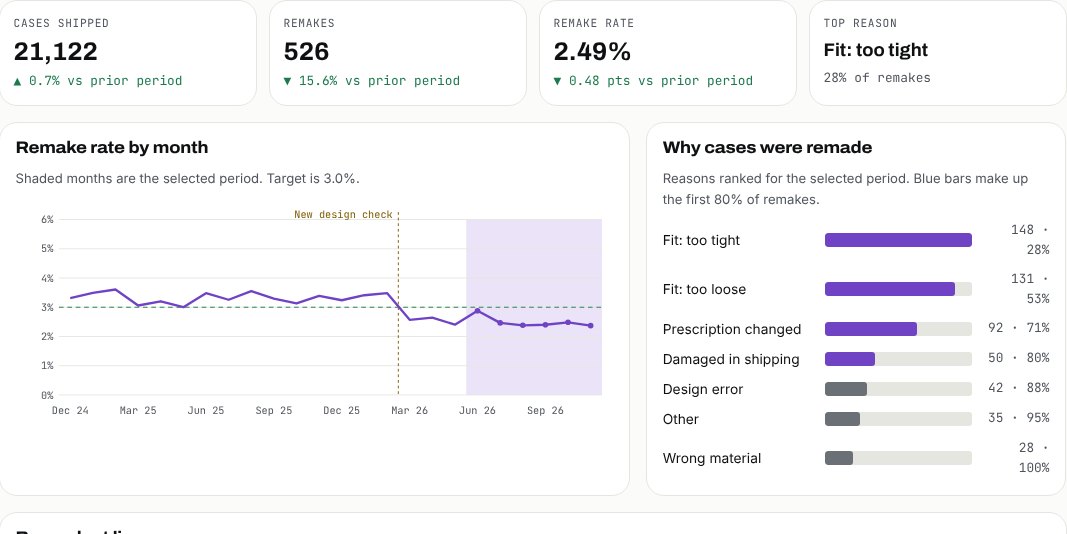 CASES SHIPPED
21,122
▲ 0.7% vs prior period
REMAKES
526
▼ 15.6% vs prior period
REMAKE RATE
2.49%
▼ 0.48 pts vs prior period
TOP REASON
Fit: too tight
28% of remakes
Remake rate by month
Shaded months are the selected period. Target is 3.0%.
New design check
6%
5%
4%
3%
2%
1%
0%
Dec 24 Mar 25 Jun 25 Sep 25 Dec 25 Mar 26 Jun 26 Sep 26
Why cases were remade
Reasons ranked for the selected period. Blue bars make up
the first 80% of remakes.
Fit: too tight 148 ·
28%
Fit: too loose 131 ·
53%
Prescription changed 92 · 71%
Damaged in shipping 50 · 80%
Design error 42 · 88%
Other 35 · 95%
Wrong material 28 ·
100%